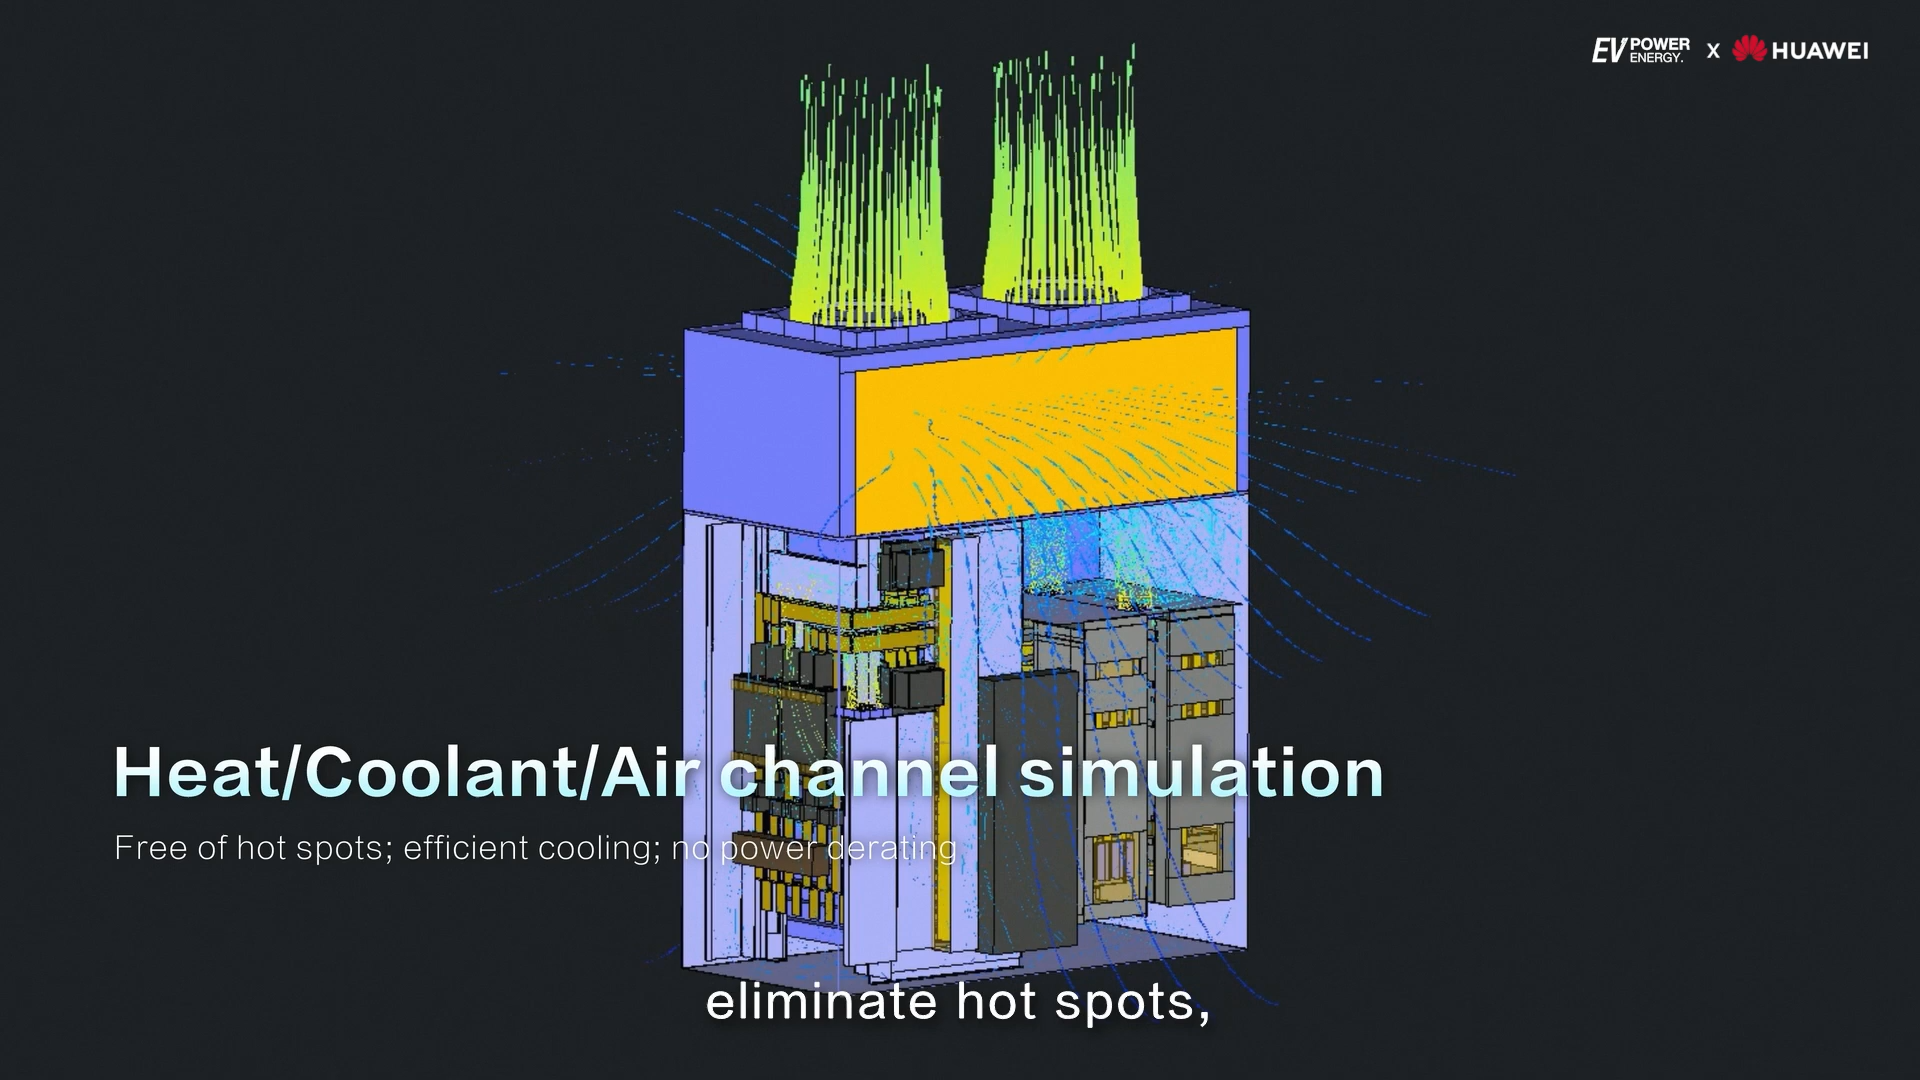 EV POWER ENERGY. X HUAWEI
Heat/Coolant/Air channel simulation
Free of hot spots; efficient cooling; no power derating
eliminate hot spots,